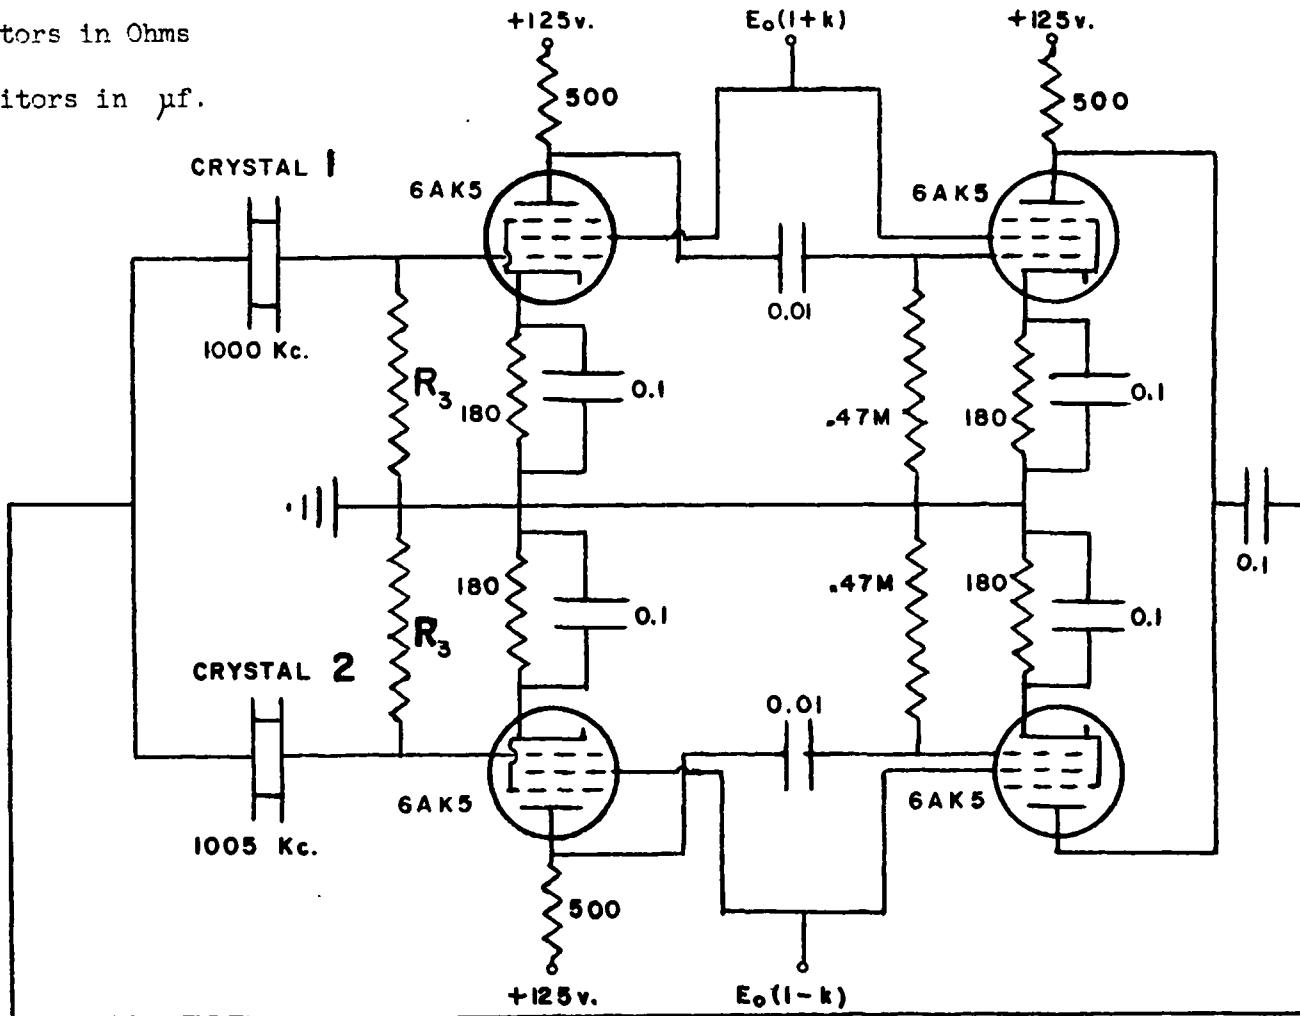 tors in Ohms
itors in μf.
+125v.
E₀(1+k)
+125v.
500
500
CRYSTAL 1
6AK5
6AK5
0.01
1000 Kc.
R₃
180
0.1
.47M
180
0.1
0.1
180
0.1
.47M
180
0.1
R₃
CRYSTAL 2
0.01
6AK5
6AK5
1005 Kc.
500
+125v.
E₀(1-k)